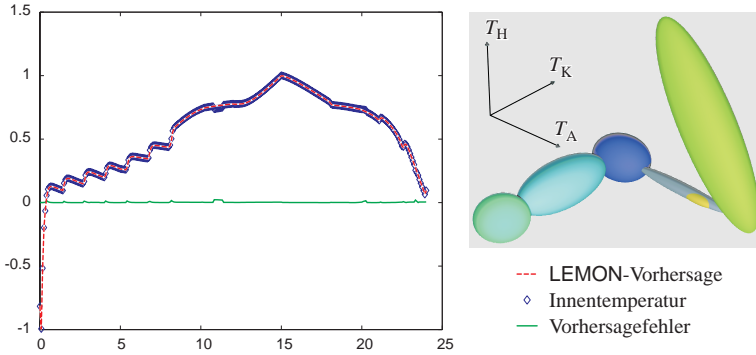 1.5
1
0.5
0
-0.5
-1
0 5 10 15 20 25
T_H
T_K
T_A
LEMON-Vorhersage
Innentemperatur
Vorhersagefehler